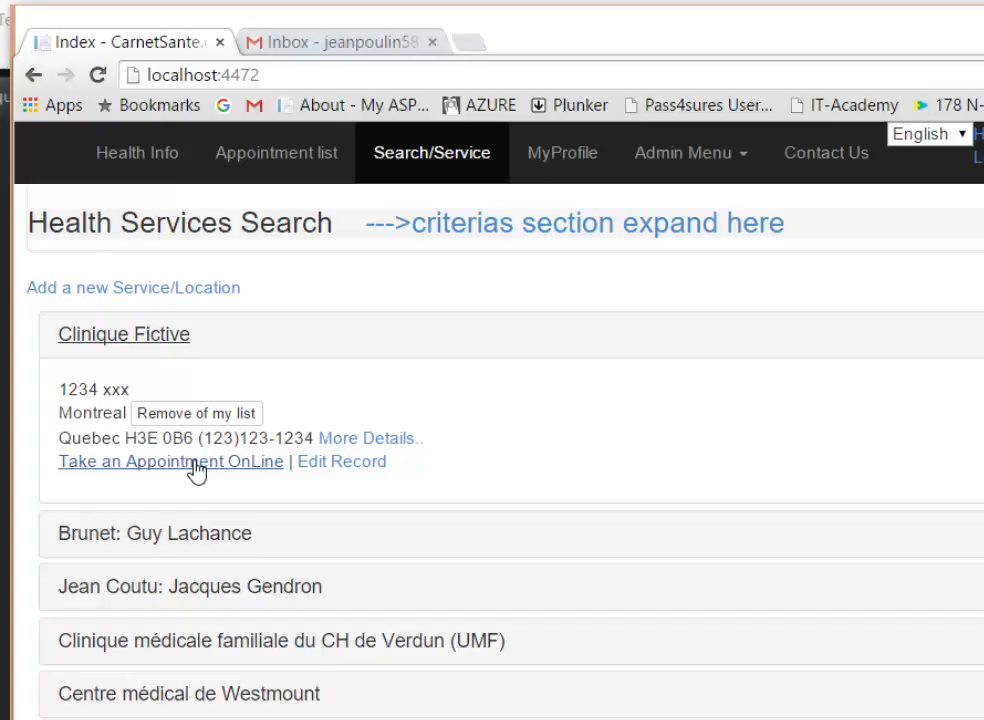 Index - CarnetSante. × Inbox - jeanpoulin58 ×
localhost:4472
Apps Bookmarks About - My ASP... AZURE Plunker Pass4sures User... IT-Academy 178 N-
English
Health Info Appointment list Search/Service MyProfile Admin Menu Contact Us
Health Services Search --->criterias section expand here
Add a new Service/Location
Clinique Fictive
1234 xxx
Montreal Remove of my list
Quebec H3E 0B6 (123)123-1234 More Details..
Take an Appointment OnLine | Edit Record
Brunet: Guy Lachance
Jean Coutu: Jacques Gendron
Clinique médicale familiale du CH de Verdun (UMF)
Centre médical de Westmount